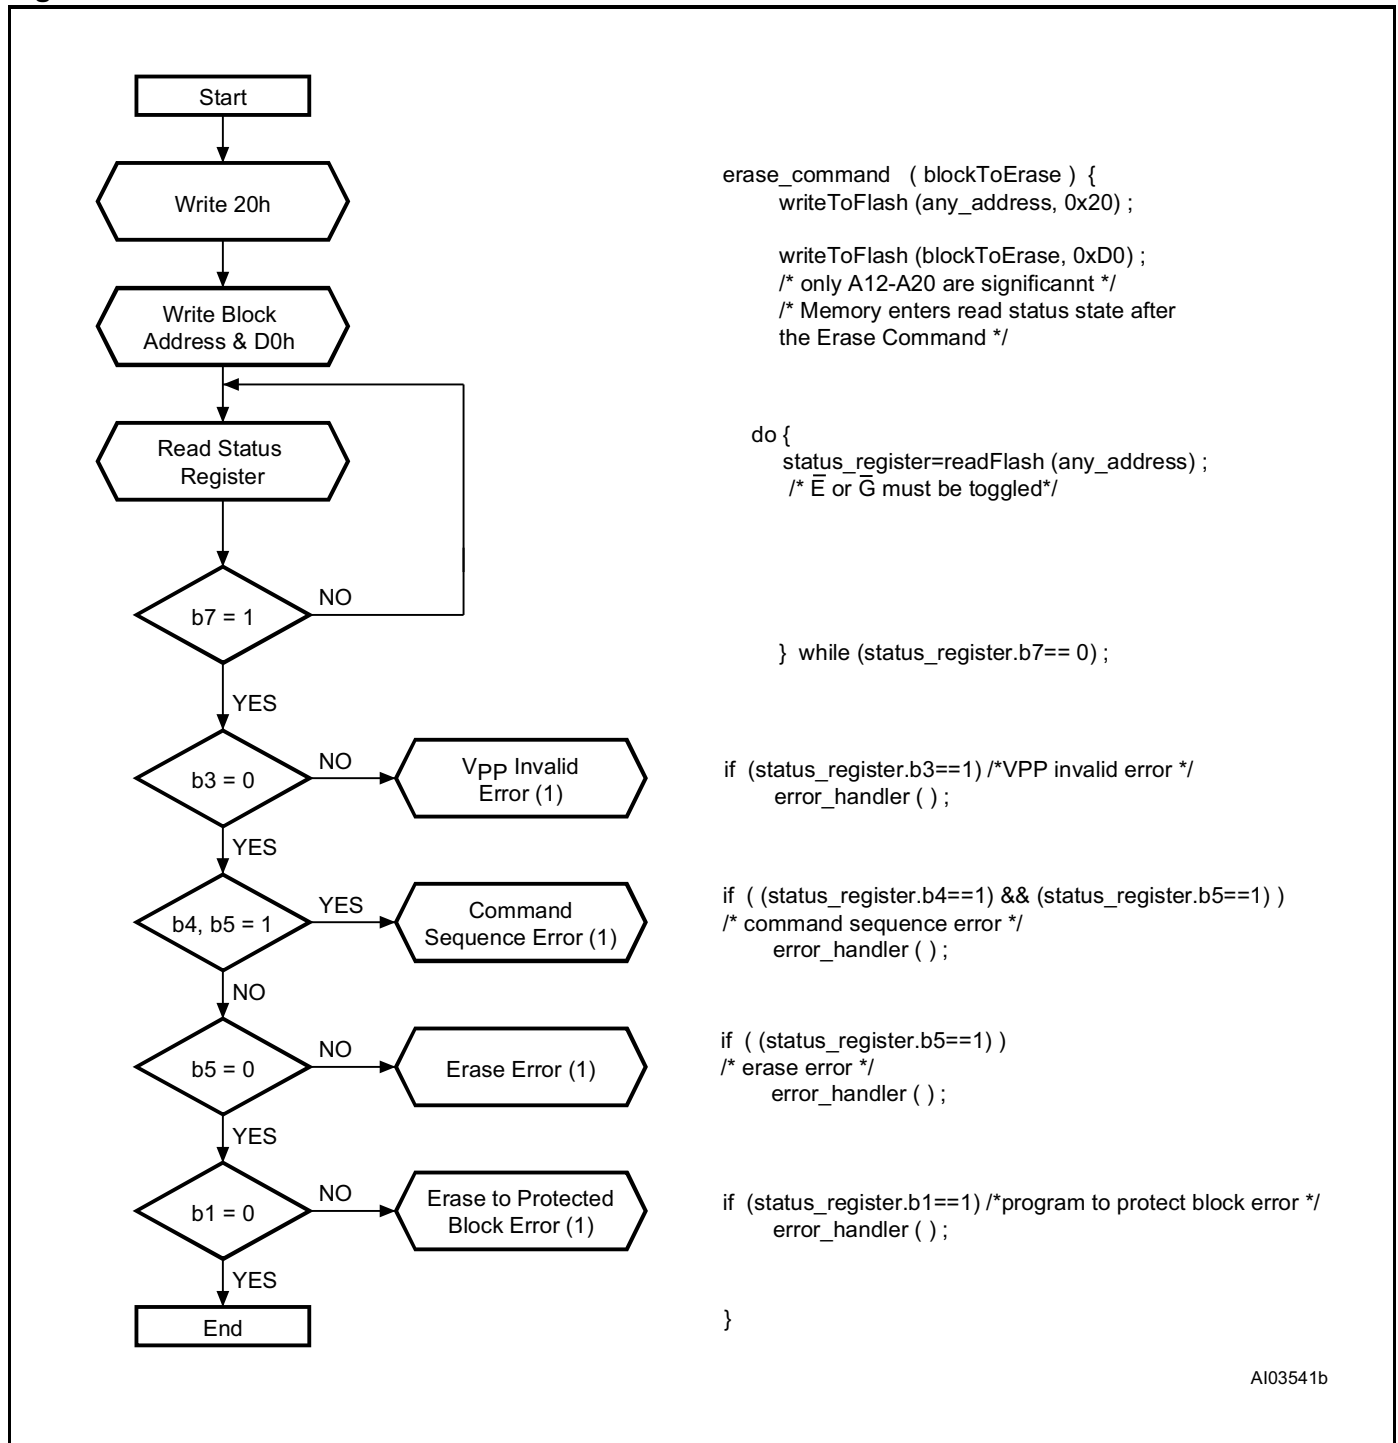 Start
Write 20h
Write Block
Address & D0h
Read Status
Register
b7 = 1
NO
YES
b3 = 0
NO
VPP Invalid
Error (1)
YES
b4, b5 = 1
YES
Command
Sequence Error (1)
NO
b5 = 0
NO
Erase Error (1)
YES
b1 = 0
NO
Erase to Protected
Block Error (1)
YES
End
erase_command ( blockToErase ) {
writeToFlash (any_address, 0x20) ;
writeToFlash (blockToErase, 0xD0) ;
/* only A12-A20 are significannt */
/* Memory enters read status state after
the Erase Command */
do {
status_register=readFlash (any_address) ;
/* E̅ or G̅ must be toggled*/
} while (status_register.b7== 0) ;
if (status_register.b3==1) /*VPP invalid error */
error_handler ( ) ;
if ( (status_register.b4==1) && (status_register.b5==1) )
/* command sequence error */
error_handler ( ) ;
if ( (status_register.b5==1) )
/* erase error */
error_handler ( ) ;
if (status_register.b1==1) /*program to protect block error */
error_handler ( ) ;
}
AI03541b